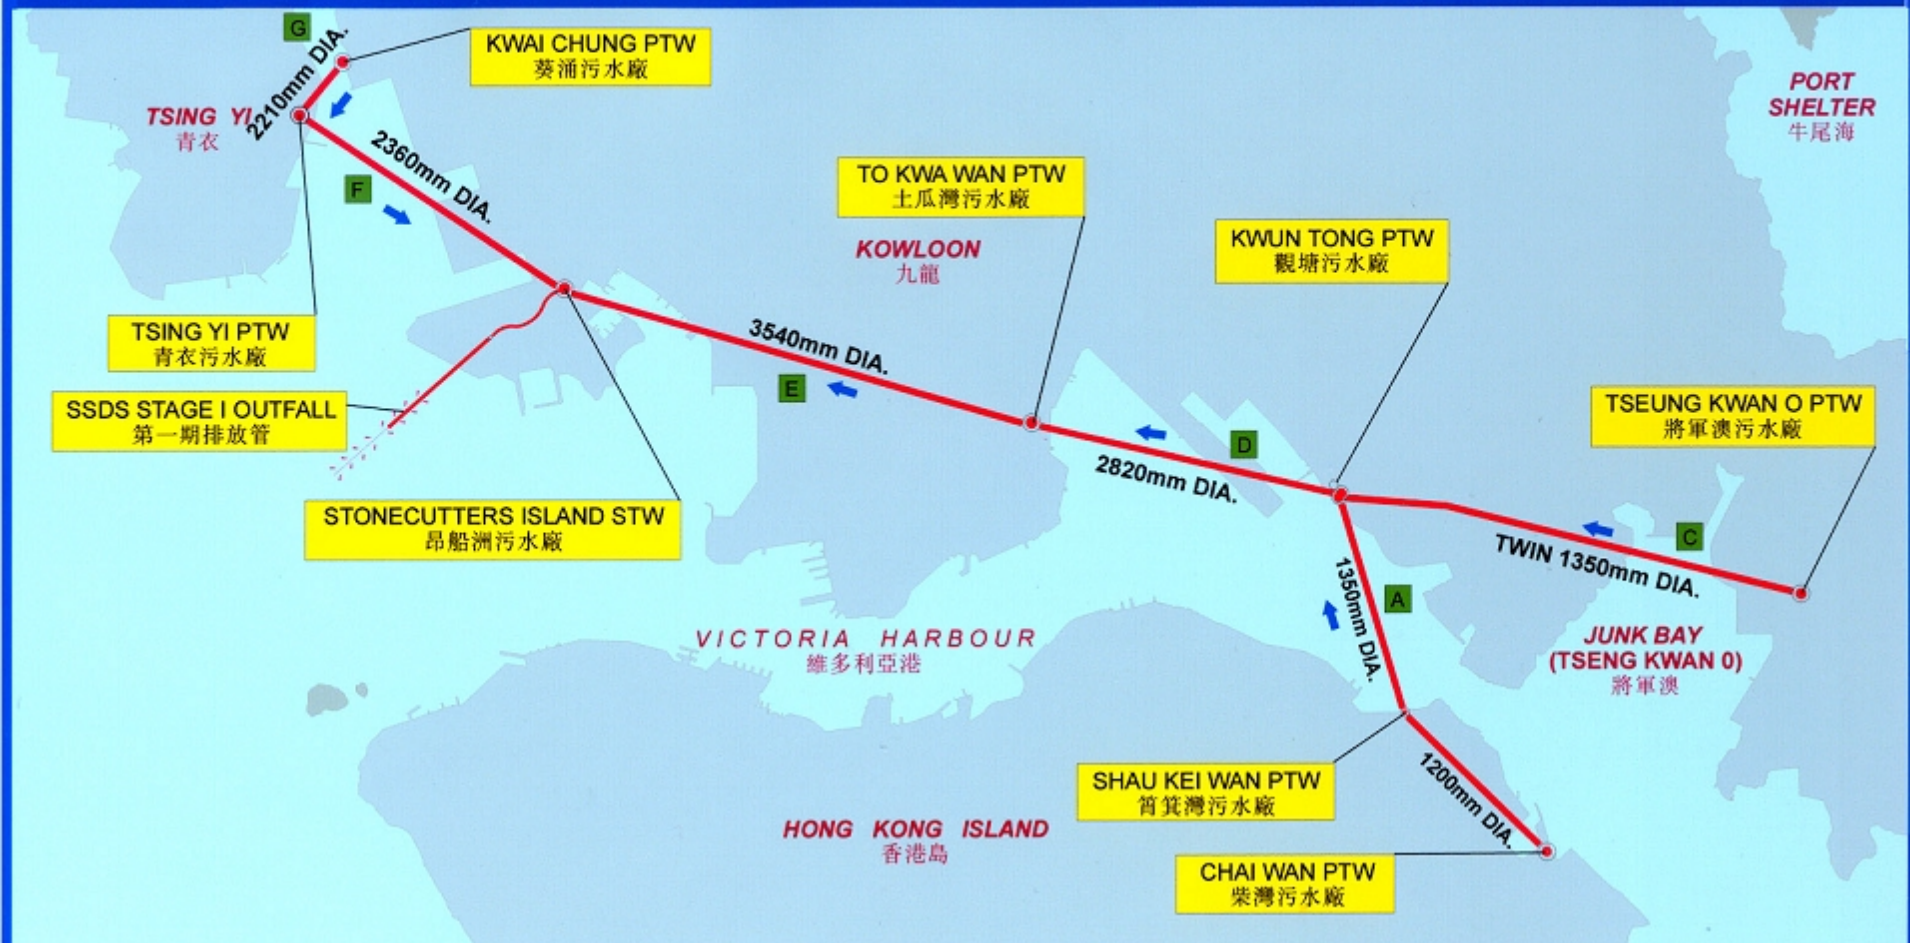 G
2210mm DIA.
KWAI CHUNG PTW
葵涌污水廠
TSING YI
青衣
PORT
SHELTER
牛尾海
F
2360mm DIA.
TO KWA WAN PTW
土瓜灣污水廠
KOWLOON
九龍
KWUN TONG PTW
觀塘污水廠
TSING YI PTW
青衣污水廠
3540mm DIA.
E
SSDS STAGE I OUTFALL
第一期排放管
TSEUNG KWAN O PTW
將軍澳污水廠
D
2820mm DIA.
STONECUTTERS ISLAND STW
昂船洲污水廠
C
TWIN 1350mm DIA.
1350mm DIA.
A
VICTORIA HARBOUR
維多利亞港
JUNK BAY
(TSENG KWAN 0)
將軍澳
SHAU KEI WAN PTW
筲箕灣污水廠
1200mm DIA.
HONG KONG ISLAND
香港島
CHAI WAN PTW
柴灣污水廠